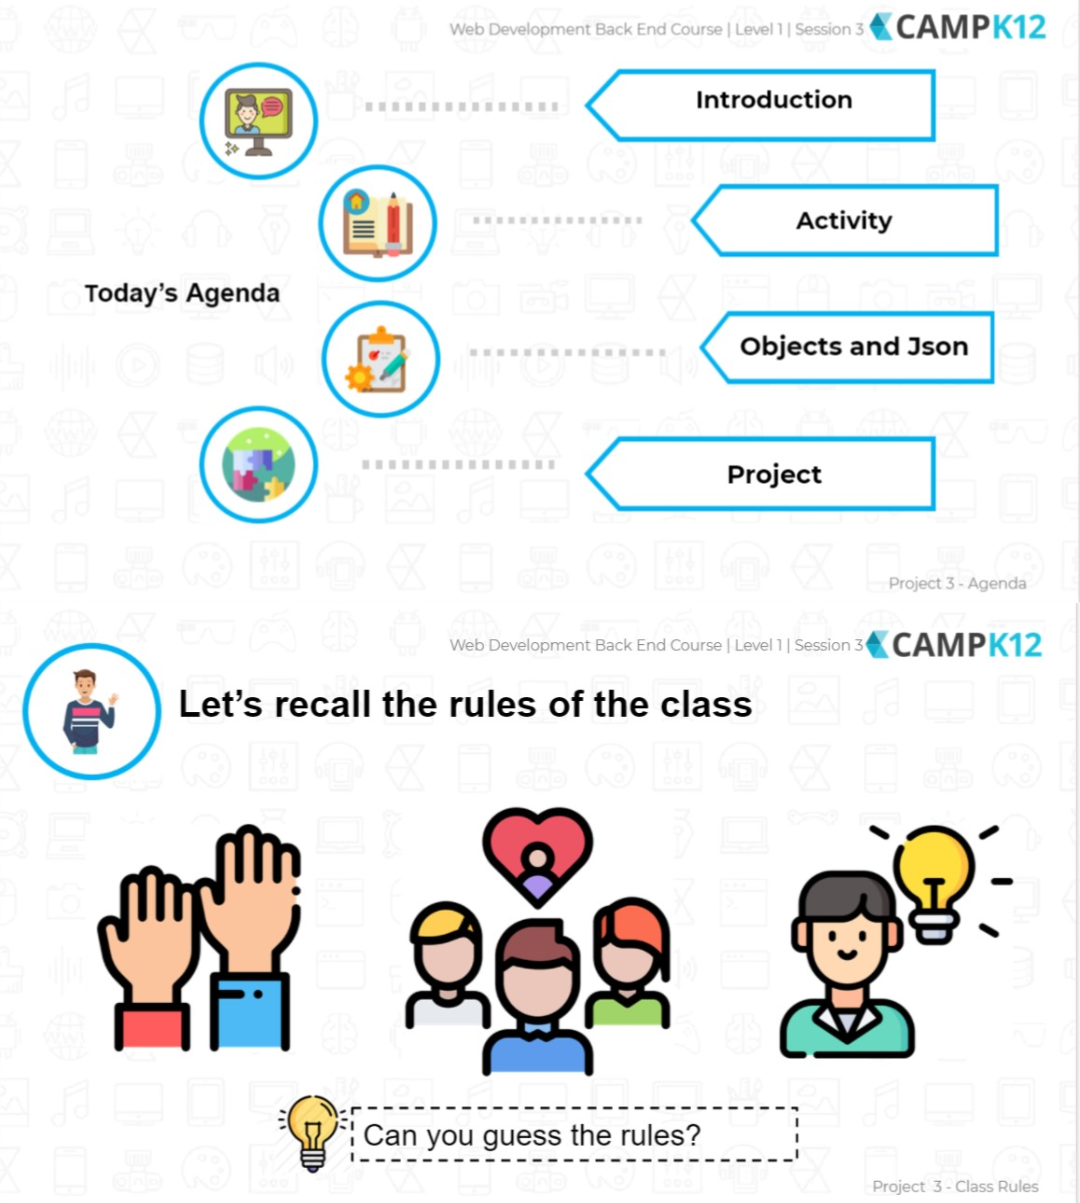 Web Development Back End Course | Level 1 | Session 3 CAMPK12
Introduction
Activity
Today's Agenda
Objects and Json
Project
Project 3 - Agenda
Web Development Back End Course | Level 1 | Session 3 CAMPK12
Let's recall the rules of the class
Can you guess the rules?
Project 3 - Class Rules